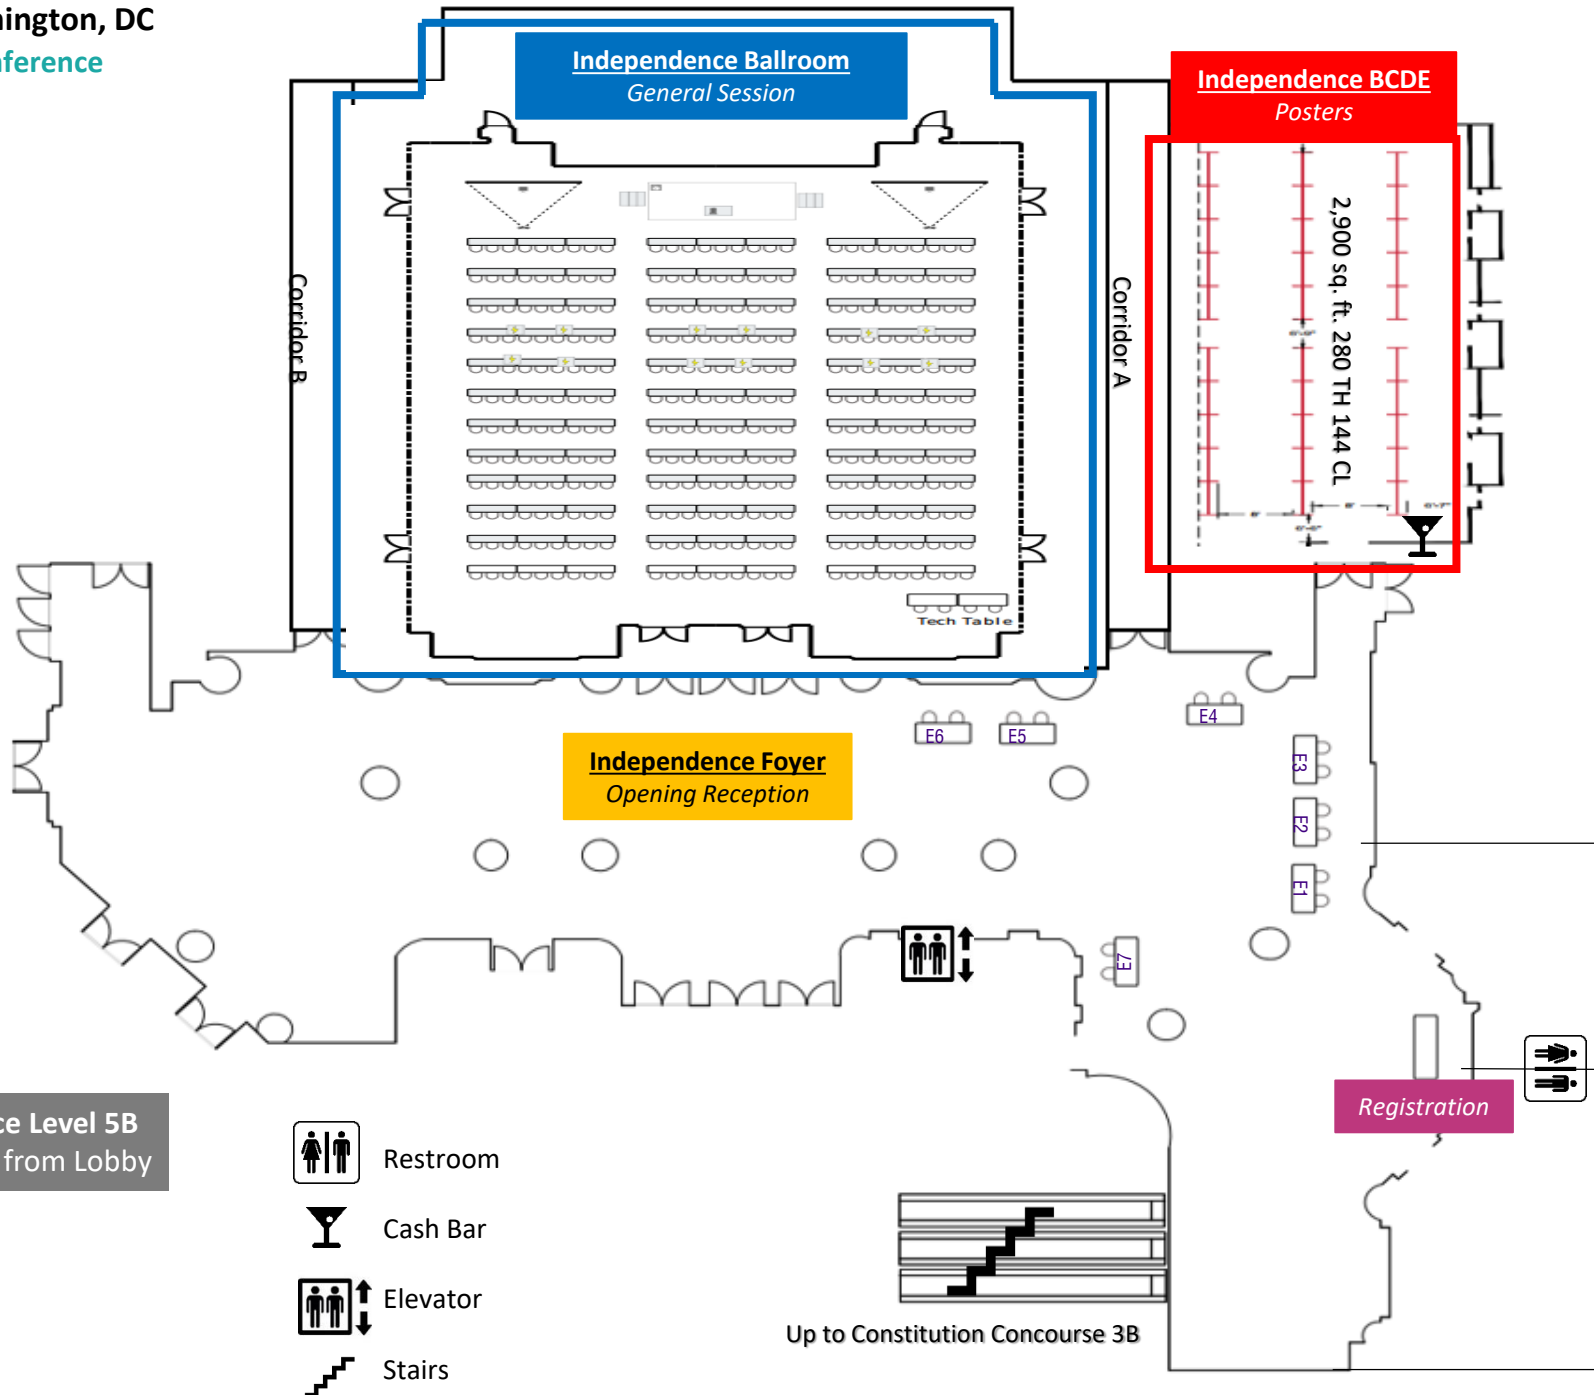 ington, DC
ference
Independence Ballroom
General Session
Independence BCDE
Posters
Corridor B
Corridor A
2,900 sq. ft. 280 TH 144 CL
8'
8'
Tech Table
E6
E5
E4
E3
E2
E1
E7
Independence Foyer
Opening Reception
Registration
ce Level 5B
from Lobby
Restroom
Cash Bar
Elevator
Stairs
Up to Constitution Concourse 3B